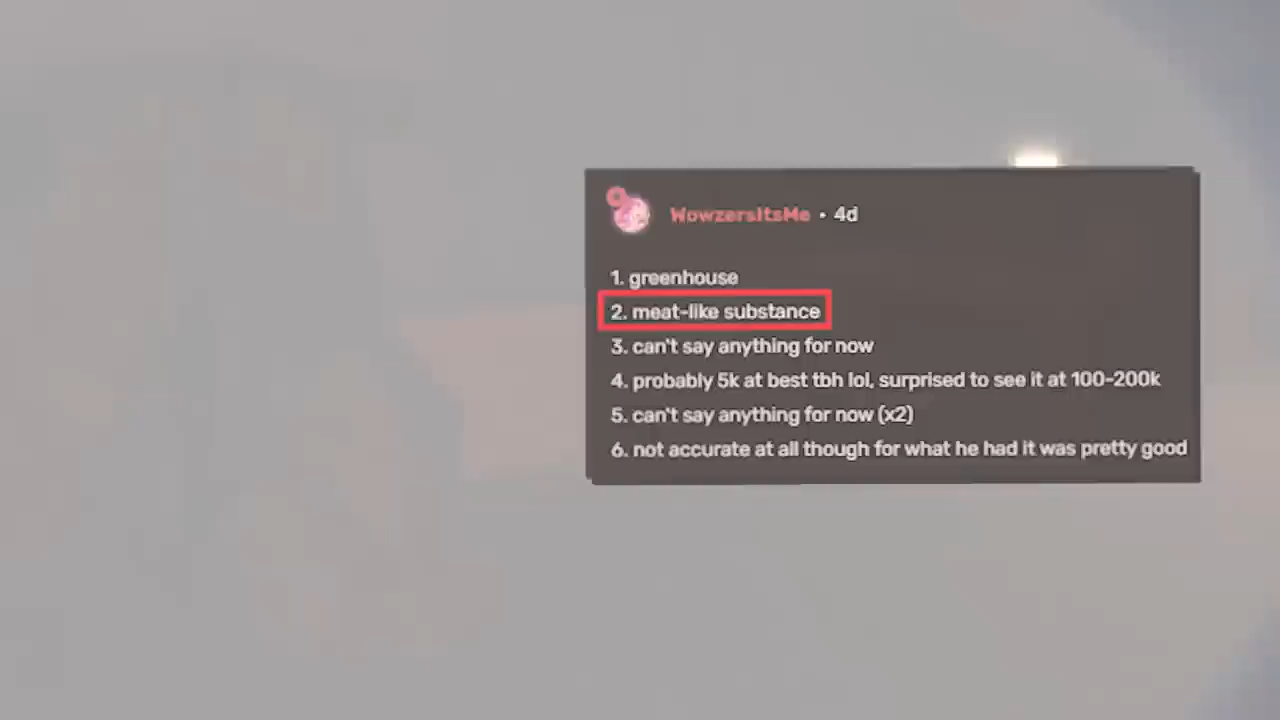 WowzersItsMe • 4d
1. greenhouse
2. meat-like substance
3. can't say anything for now
4. probably 5k at best tbh lol, surprised to see it at 100-200k
5. can't say anything for now (x2)
6. not accurate at all though for what he had it was pretty good